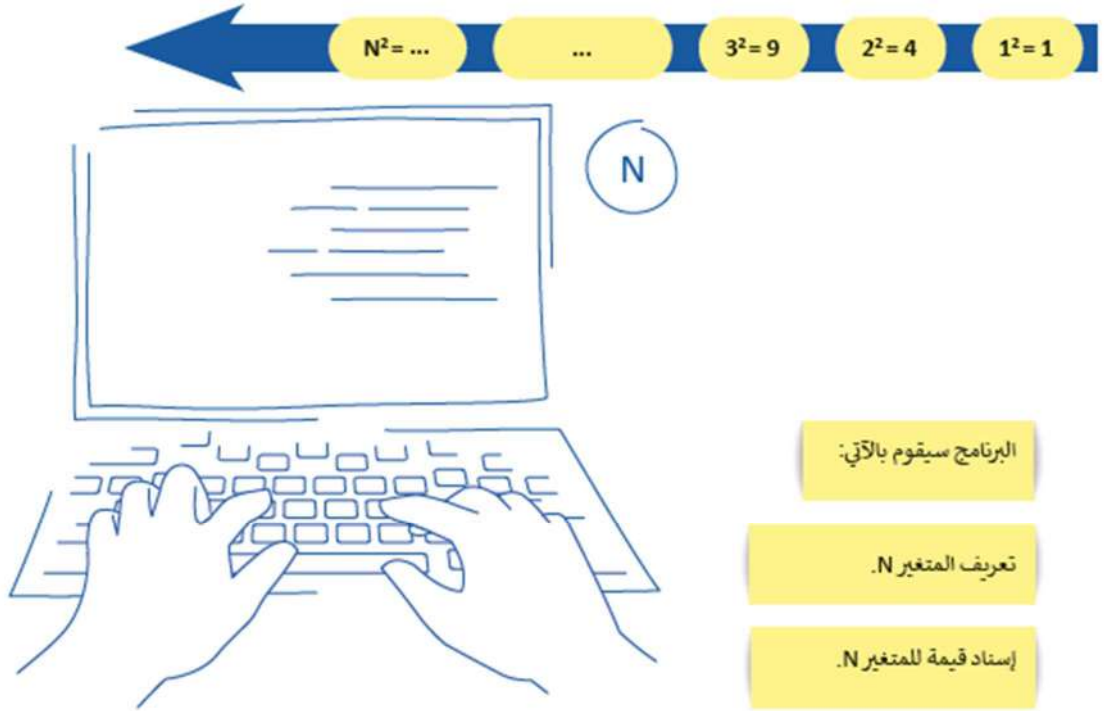 1² = 1
2² = 4
3² = 9
...
N² = ...
N
البرنامج سيقوم بالآتي:
تعريف المتغير N.
إسناد قيمة للمتغير N.